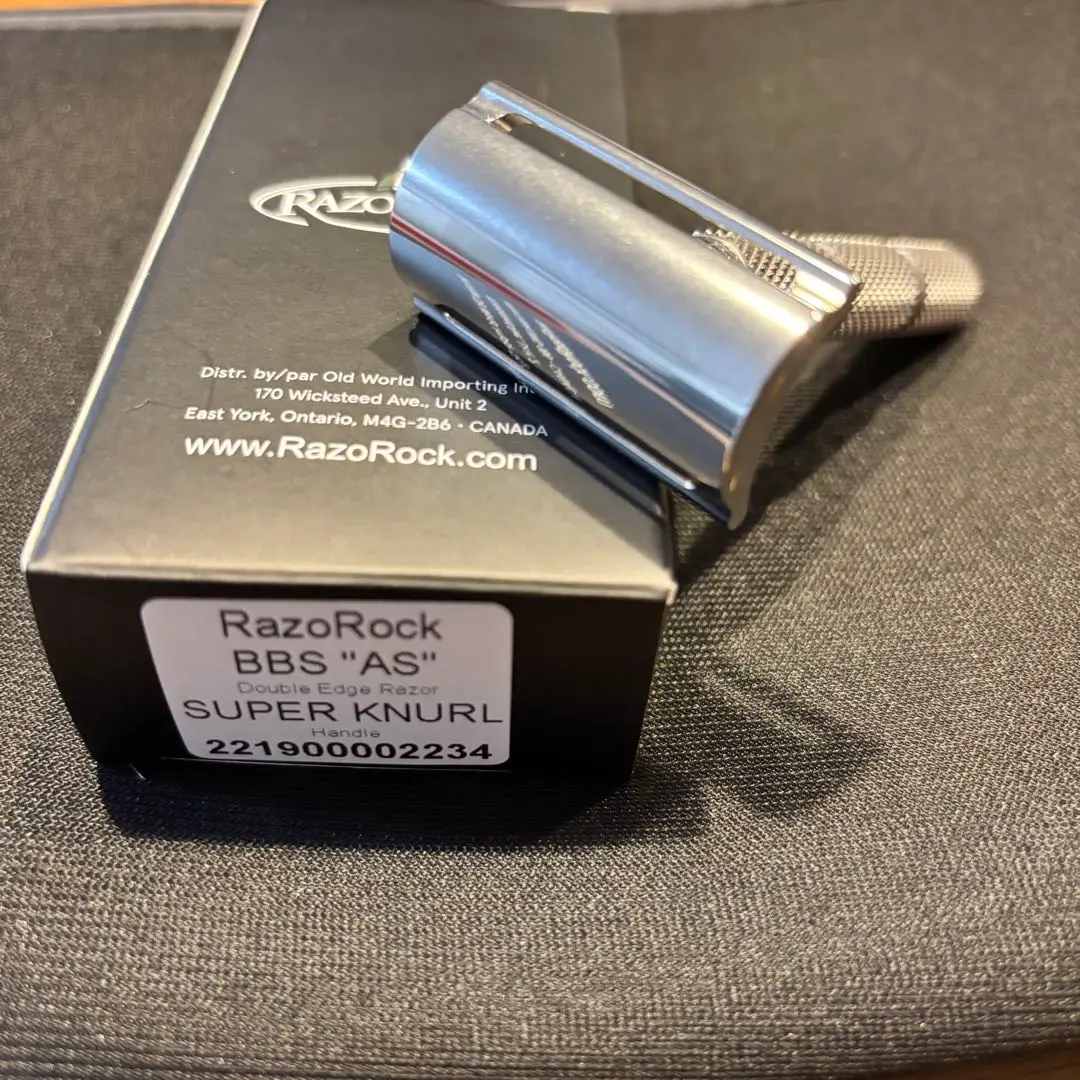 RAZO
Distr. by/par Old World Importing In
170 Wicksteed Ave., Unit 2
East York, Ontario, M4G-2B6 • CANADA
www.RazoRock.com
RazoRock
BBS "AS"
Double Edge Razor
SUPER KNURL
Handle
221900002234